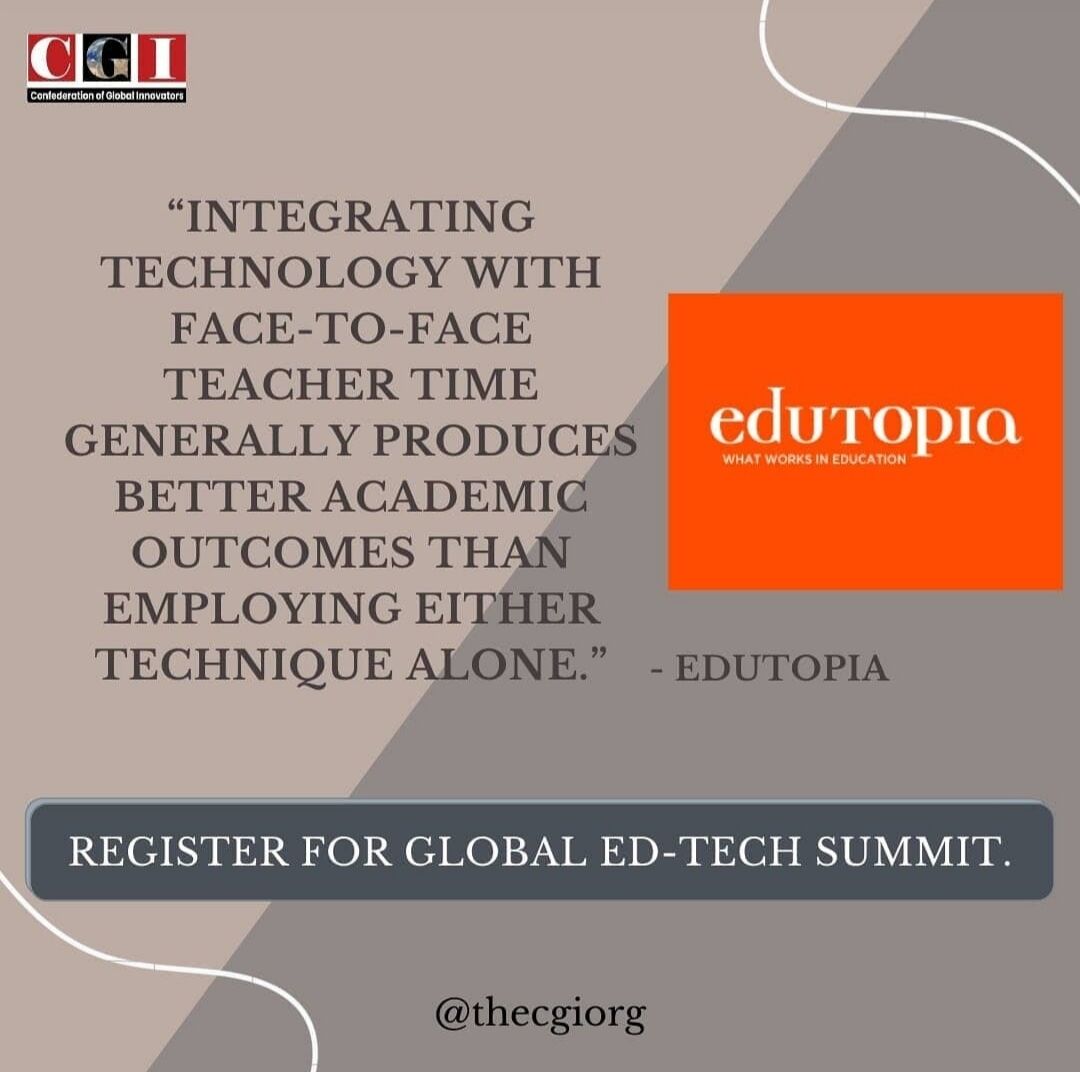 CGI
Confederation of Global Innovators
“INTEGRATING
TECHNOLOGY WITH
FACE-TO-FACE
TEACHER TIME
GENERALLY PRODUCES
BETTER ACADEMIC
OUTCOMES THAN
EMPLOYING EITHER
TECHNIQUE ALONE.”
- EDUTOPIA
edUTOPIa
WHAT WORKS IN EDUCATION
REGISTER FOR GLOBAL ED-TECH SUMMIT.
@thecgiorg